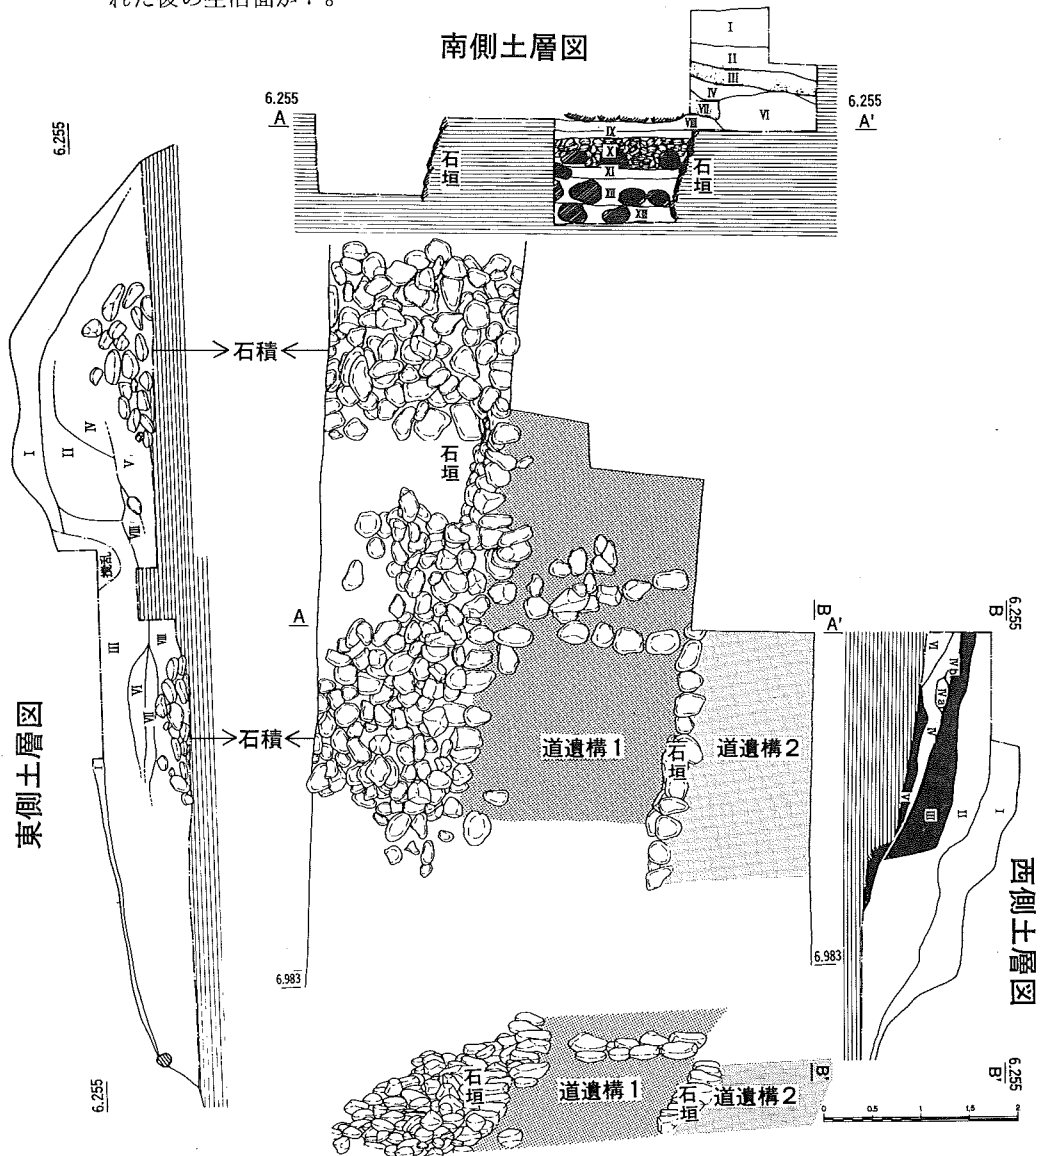 れた後の生活面か?。
南側土層図
6.255
A
6.255
A'
I
II
III
IV
VII
VI
VIII
IX
X
XI
XII
XIII
石垣
石垣
6.255
I
II
IV
V
VIII
攪乱
III
VIII
VI
VII
東側土層図
6.255
石積
石積
石垣
A
道遺構1
石垣
道遺構2
6.983
B
A'
B
6.255
VI
IVb
IVa
IV
V
III
II
I
西側土層図
6.983
石垣
道遺構1
石垣
道遺構2
B'
B'
6.255
0 0.5 1 1.5 2